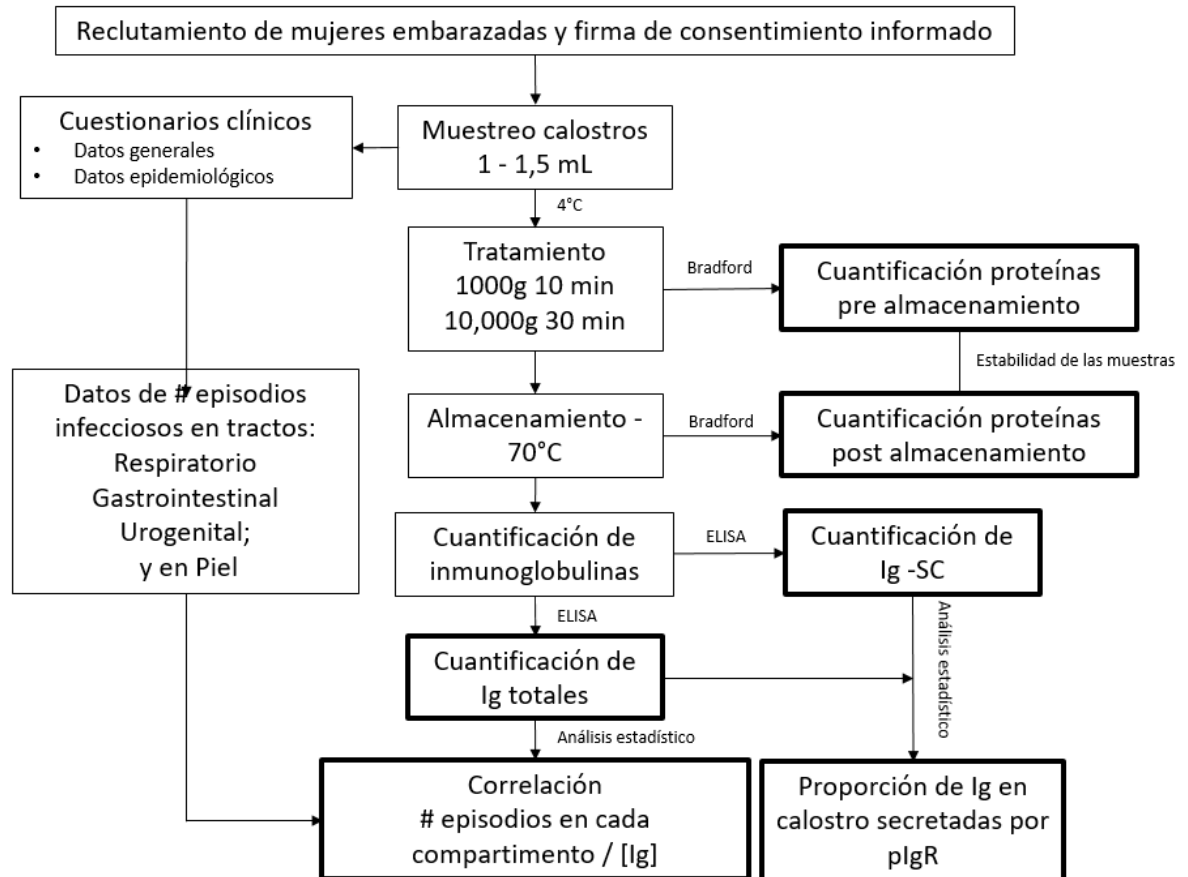 Reclutamiento de mujeres embarazadas y firma de consentimiento informado
Cuestionarios clínicos
• Datos generales
• Datos epidemiológicos
Muestreo calostros
1 - 1,5 mL
4°C
Tratamiento
1000g 10 min
10,000g 30 min
Bradford
Cuantificación proteínas
pre almacenamiento
Estabilidad de las muestras
Datos de # episodios
infecciosos en tractos:
Respiratorio
Gastrointestinal
Urogenital;
y en Piel
Almacenamiento -
70°C
Bradford
Cuantificación proteínas
post almacenamiento
Cuantificación de
inmunoglobulinas
ELISA
Cuantificación de
Ig -SC
ELISA
Análisis estadístico
Cuantificación de
Ig totales
Análisis estadístico
Correlación
# episodios en cada
compartimento / [Ig]
Proporción de Ig en
calostro secretadas por
pIgR